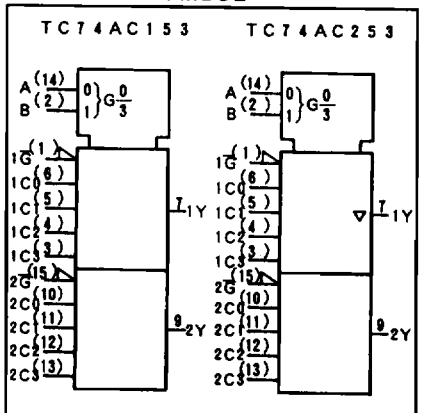 TC74AC153
A (14) 0 } G 0/3
B (2) 1
1G̅ (1)
1C0 (6)
1C1 (5)
1C2 (4)
1C3 (3)
7 1Y
2G̅ (15)
2C0 (10)
2C1 (11)
2C2 (12)
2C3 (13)
9 2Y
TC74AC253
A (14) 0 } G 0/3
B (2) 1
1G̅ (1)
1C0 (6)
1C1 (5)
1C2 (4)
1C3 (3)
▽ 7 1Y
2G̅ (15)
2C0 (10)
2C1 (11)
2C2 (12)
2C3 (13)
9 2Y